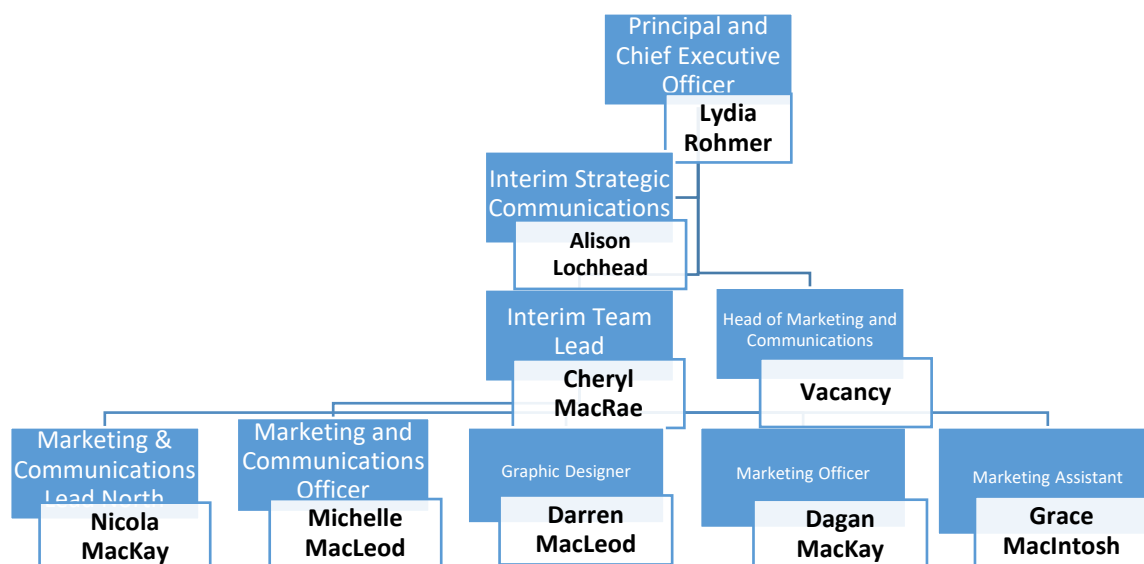 Principal and
Chief Executive
Officer
Lydia
Rohmer
Interim Strategic
Communications
Alison
Lochhead
Interim Team
Lead
Cheryl
MacRae
Head of Marketing and
Communications
Vacancy
Marketing &
Communications
Lead North
Nicola
MacKay
Marketing and
Communications
Officer
Michelle
MacLeod
Graphic Designer
Darren
MacLeod
Marketing Officer
Dagan
MacKay
Marketing Assistant
Grace
MacIntosh